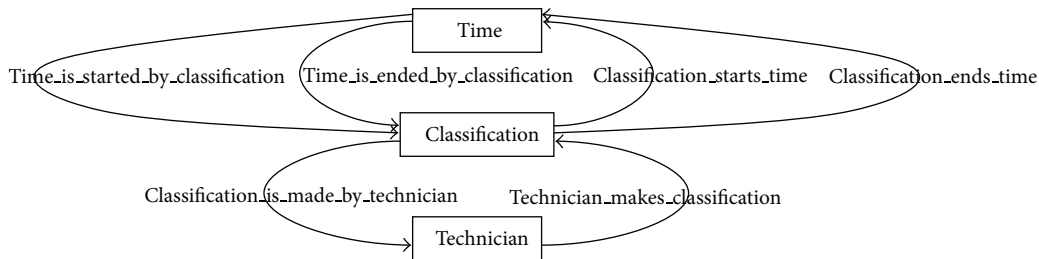 Time
Time_is_started_by_classification
Time_is_ended_by_classification
Classification_starts_time
Classification_ends_time
Classification
Classification_is_made_by_technician
Technician_makes_classification
Technician